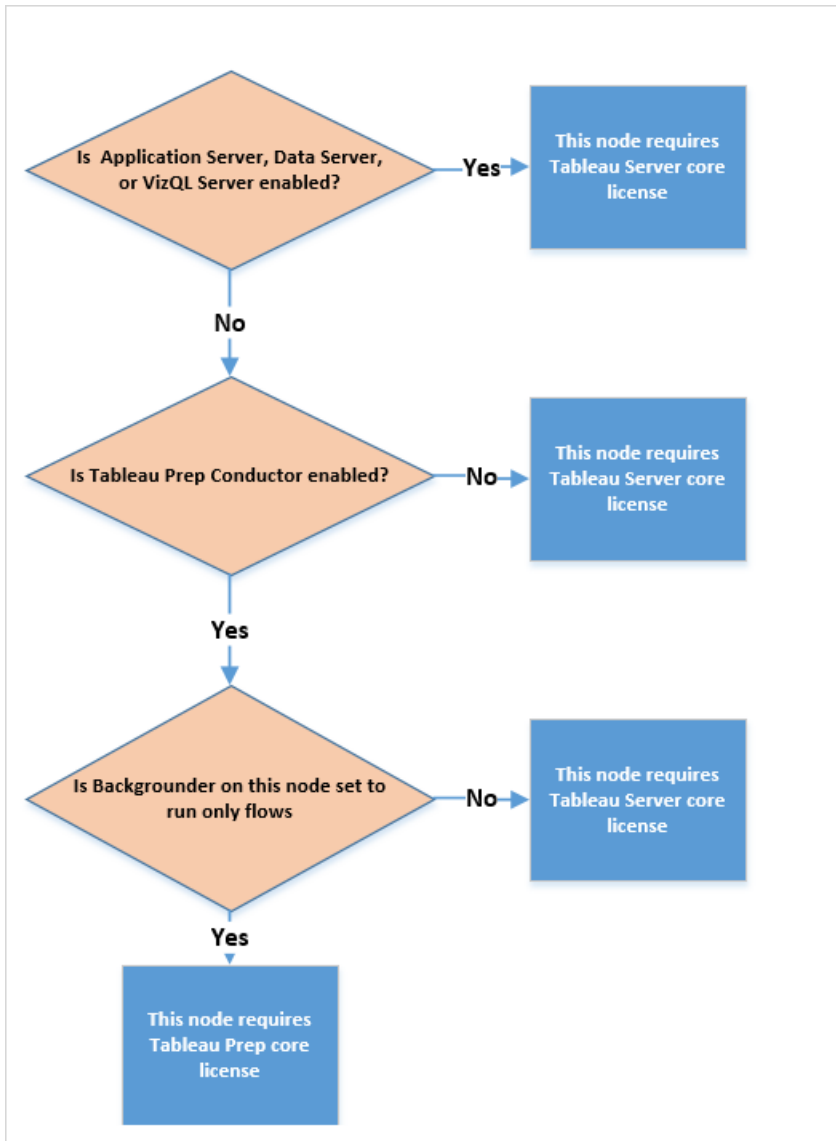 Is Application Server, Data Server,
or VizQL Server enabled?
Yes
This node requires
Tableau Server core
license
No
Is Tableau Prep Conductor enabled?
No
This node requires
Tableau Server core
license
Yes
Is Backgrounder on this node set to
run only flows
No
This node requires
Tableau Server core
license
Yes
This node requires
Tableau Prep core
license